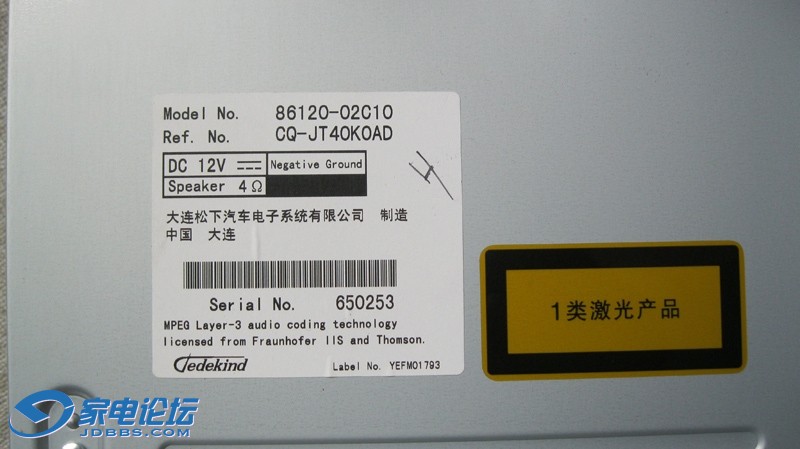 Model No. 86120-02C10
Ref. No. CQ-JT40K0AD
DC 12V Negative Ground
Speaker 4Ω
大连松下汽车电子系统有限公司 制造
中国 大连
Serial No. 650253
MPEG Layer-3 audio coding technology
licensed from Fraunhofer IIS and Thomson.
Jedekind Label No. YEFM01793
1类激光产品
家电论坛
JDBBS.COM